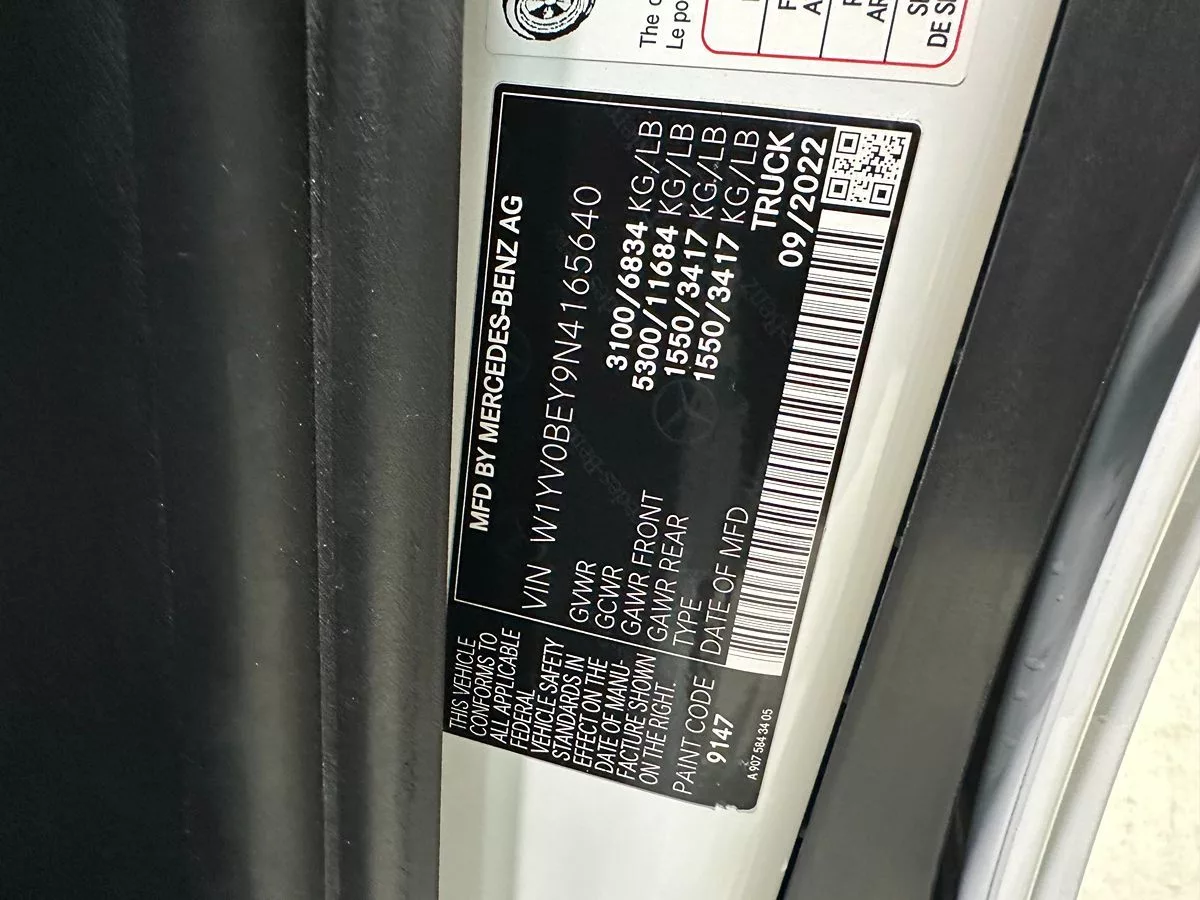 The
Le
DE
MFD BY MERCEDES-BENZ AG
VIN W1YV0BEY9N4165640
GVWR 3100/6834 KG/LB
GCWR 5300/11684 KG/LB
GAWR FRONT 1550/3417 KG/LB
GAWR REAR 1550/3417 KG/LB
TYPE TRUCK
DATE OF MFD 09/2022
THIS VEHICLE
CONFORMS TO
ALL APPLICABLE
FEDERAL
VEHICLE SAFETY
STANDARDS IN
EFFECT ON THE
DATE OF MANU-
FACTURE SHOWN
ON THE RIGHT.
PAINT CODE
9147
A 907 584 34 05